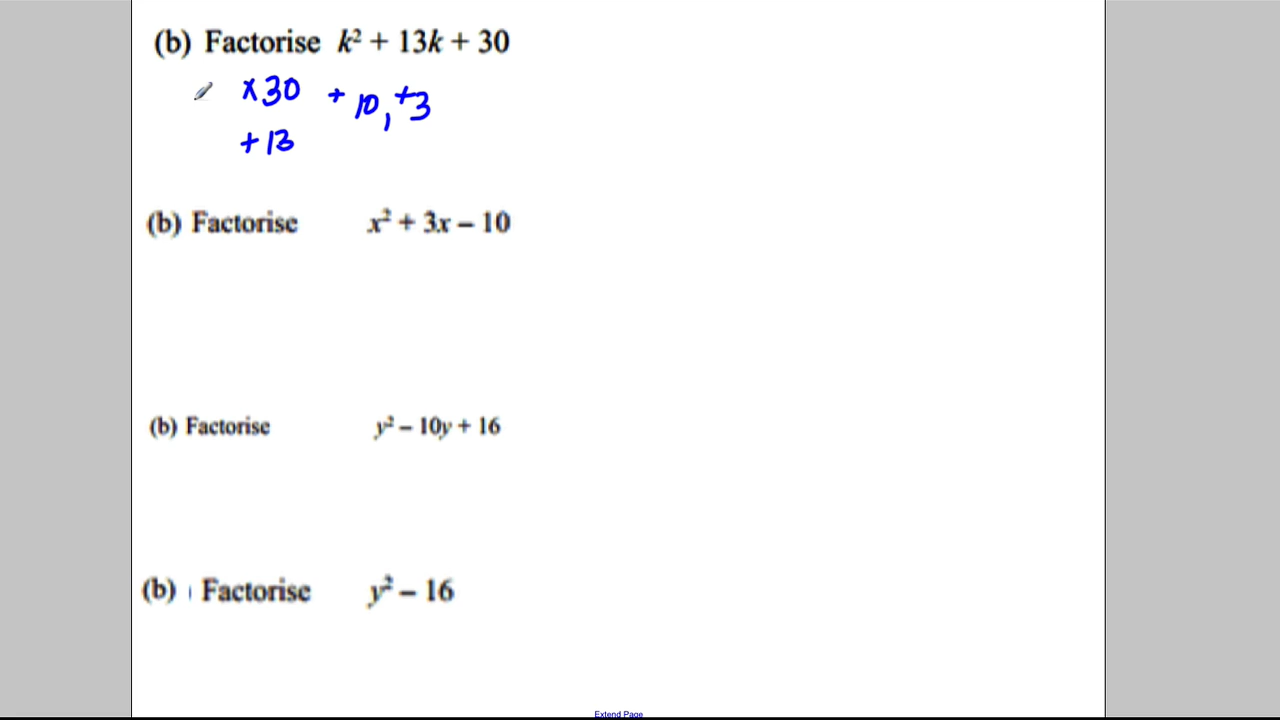 (b) Factorise k² + 13k + 30
×30 + 10, +3
+13
(b) Factorise x² + 3x – 10
(b) Factorise y² – 10y + 16
(b) Factorise y² – 16
Extend Page